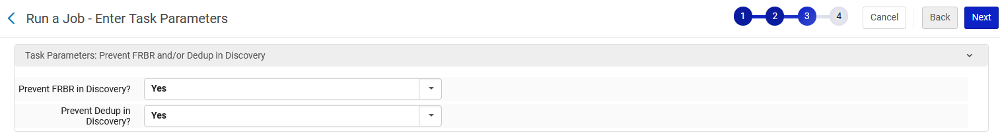 Run a Job - Enter Task Parameters
1 2 3 4
Cancel
Back
Next
Task Parameters: Prevent FRBR and/or Dedup in Discovery
Prevent FRBR in Discovery?
Yes
Prevent Dedup in
Discovery?
Yes